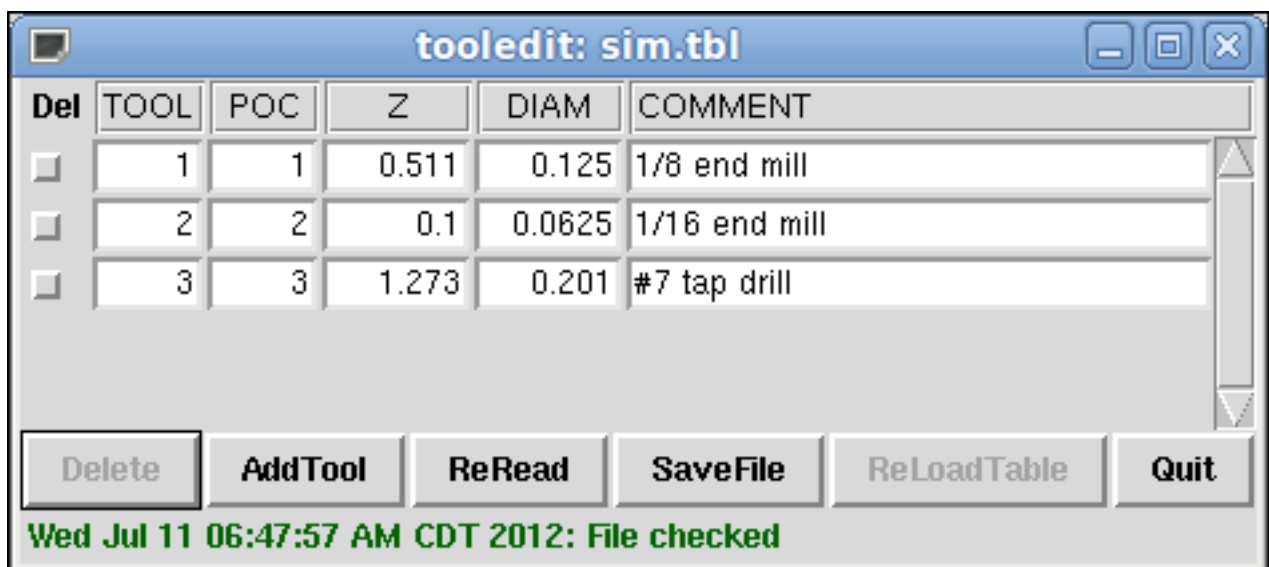 tooledit: sim.tbl
Del TOOL POC Z DIAM COMMENT
1 1 0.511 0.125 1/8 end mill
2 2 0.1 0.0625 1/16 end mill
3 3 1.273 0.201 #7 tap drill
Delete AddTool ReRead SaveFile ReLoadTable Quit
Wed Jul 11 06:47:57 AM CDT 2012: File checked